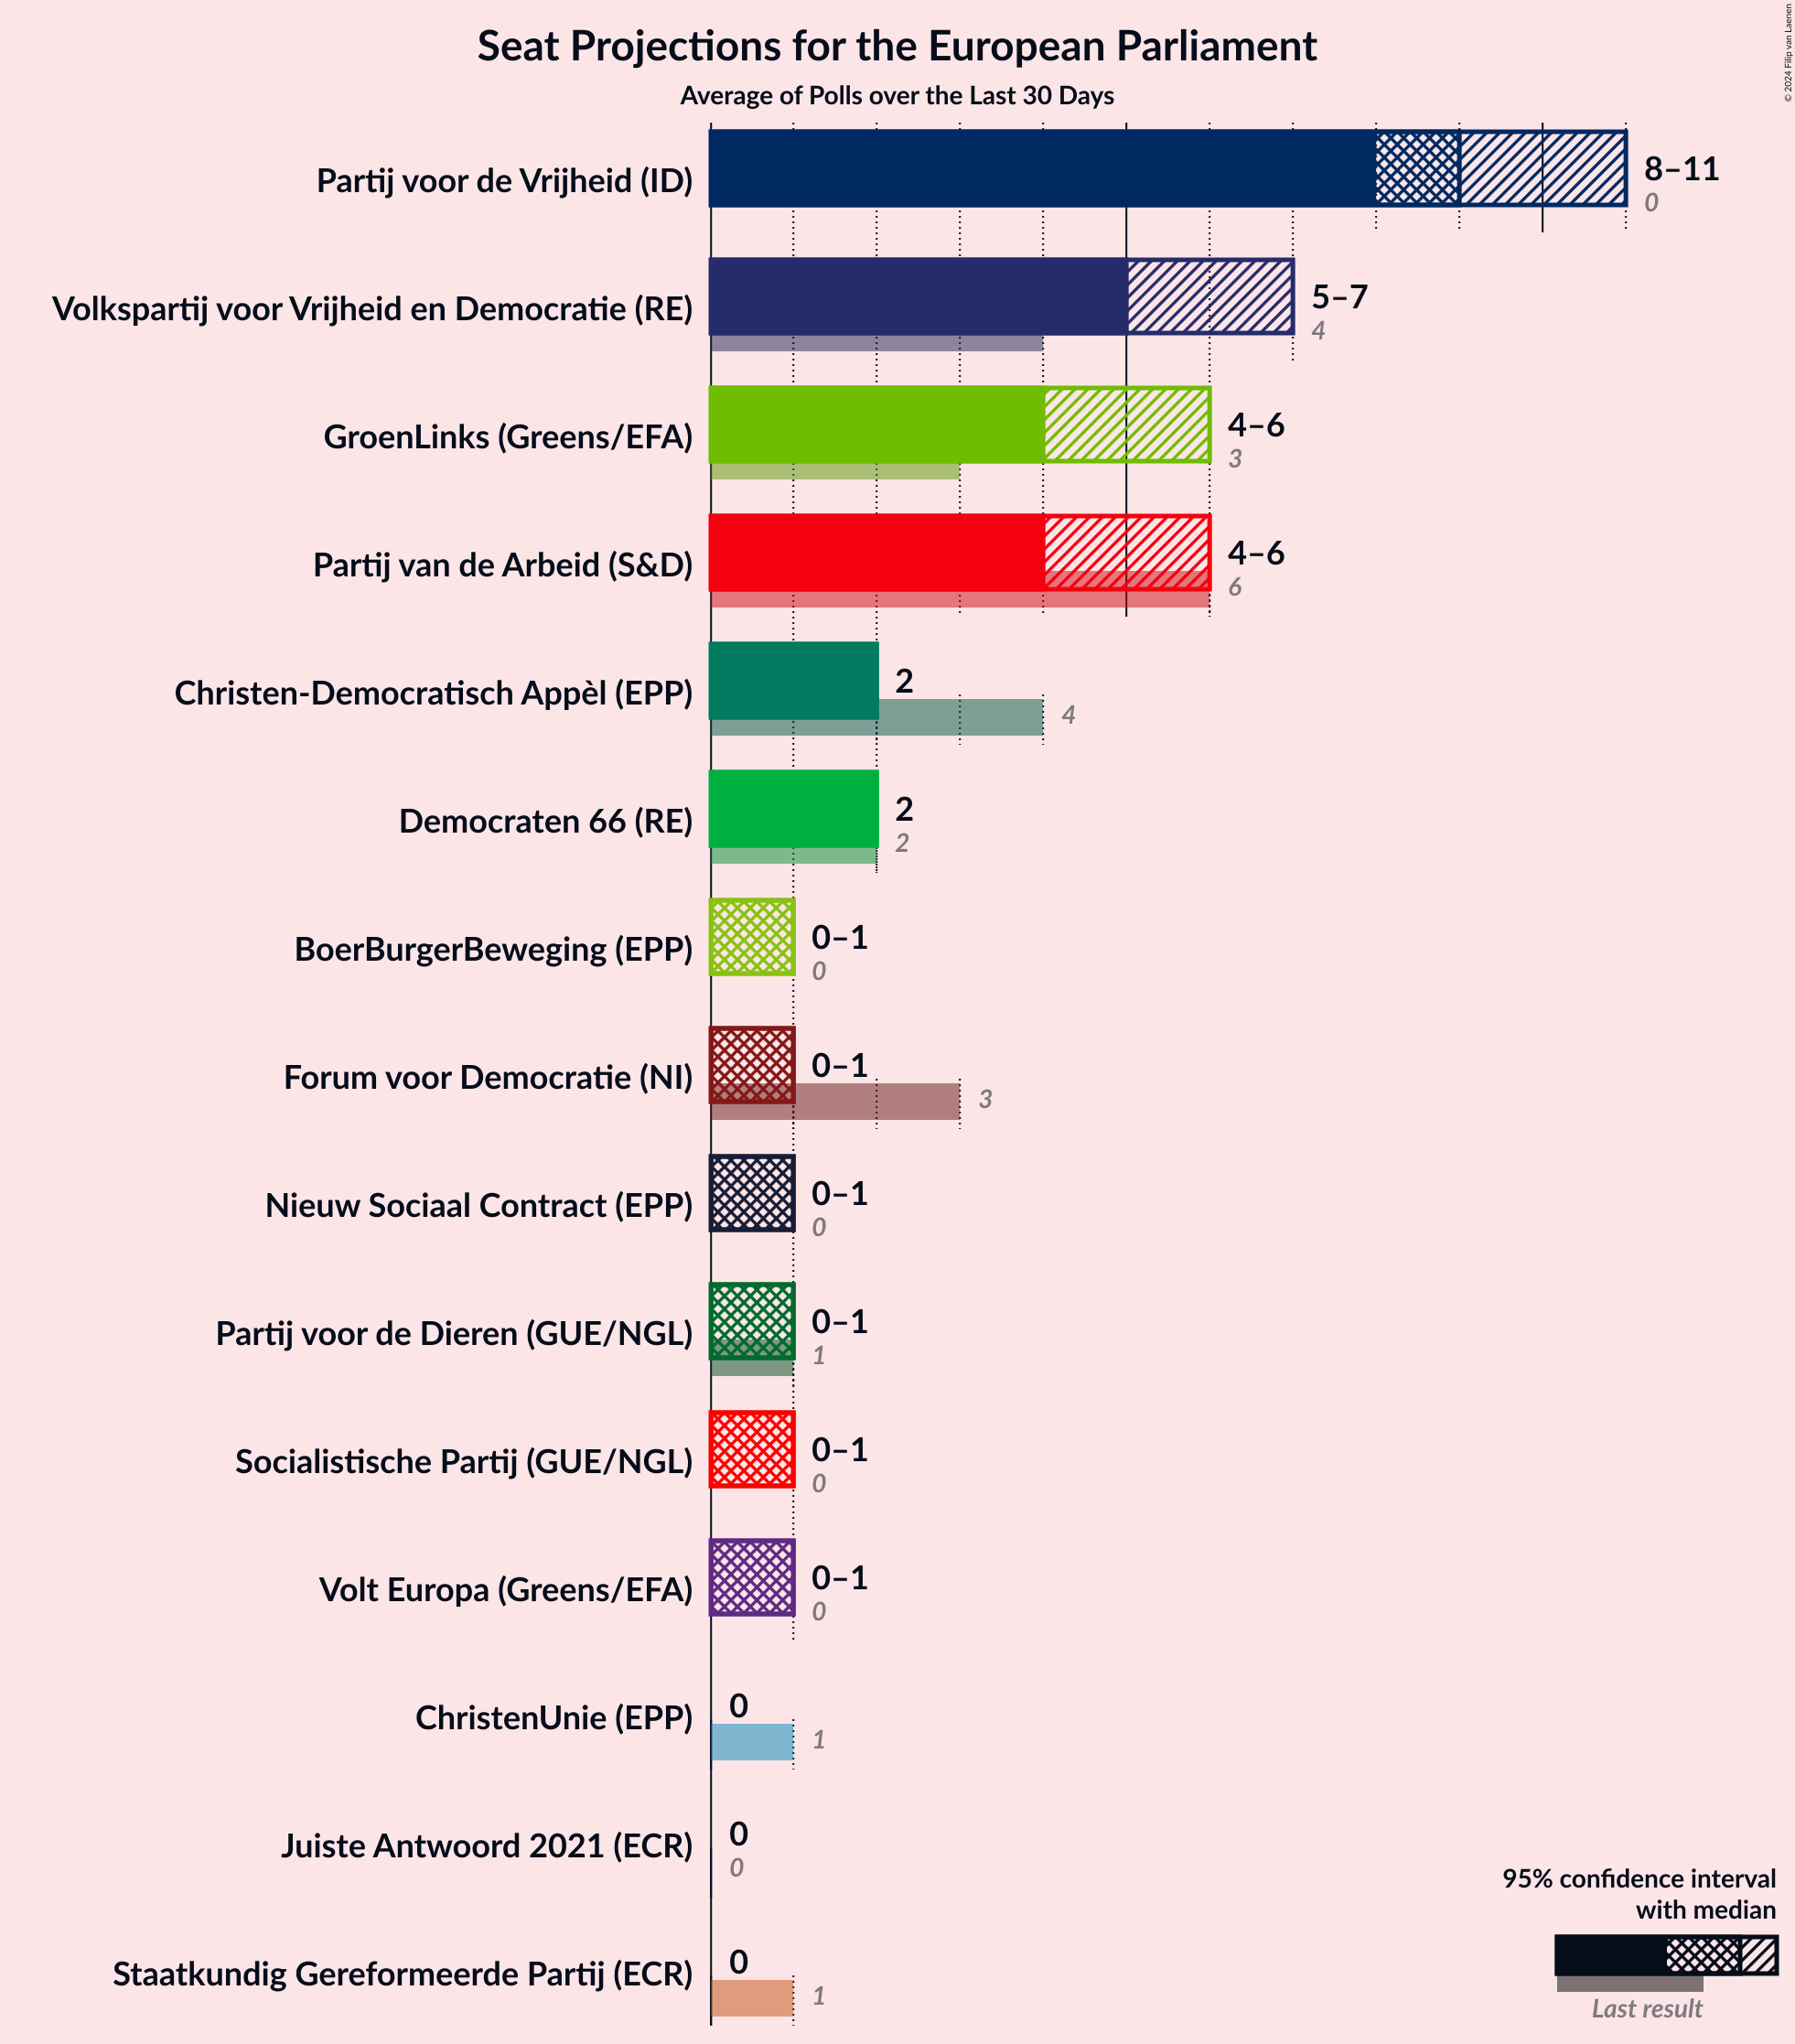 © 2024 Filip van Laenen
Seat Projections for the European Parliament
Average of Polls over the Last 30 Days
Partij voor de Vrijheid (ID)
8–11
0
Volkspartij voor Vrijheid en Democratie (RE)
5–7
4
GroenLinks (Greens/EFA)
4–6
3
Partij van de Arbeid (S&D)
4–6
6
Christen-Democratisch Appèl (EPP)
2
4
Democraten 66 (RE)
2
2
BoerBurgerBeweging (EPP)
0–1
0
Forum voor Democratie (NI)
0–1
3
Nieuw Sociaal Contract (EPP)
0–1
0
Partij voor de Dieren (GUE/NGL)
0–1
1
Socialistische Partij (GUE/NGL)
0–1
0
Volt Europa (Greens/EFA)
0–1
0
ChristenUnie (EPP)
0
1
Juiste Antwoord 2021 (ECR)
0
0
Staatkundig Gereformeerde Partij (ECR)
0
1
95% confidence interval
with median
Last result